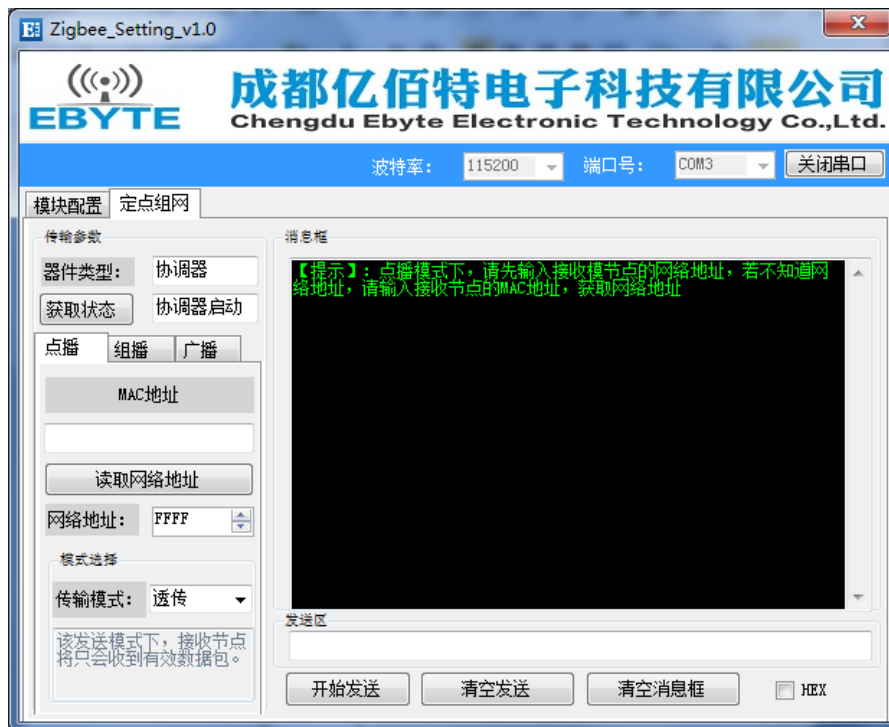 Zigbee_Setting_v1.0
EBYTE
成都亿佰特电子科技有限公司
Chengdu Ebyte Electronic Technology Co.,Ltd.
波特率： 115200 端口号： COM3 关闭串口
模块配置 定点组网
传输参数
器件类型： 协调器
获取状态 协调器启动
点播 组播 广播
MAC地址
读取网络地址
网络地址： FFFF
模式选择
传输模式： 透传
该发送模式下，接收节点
将只会收到有效数据包。
消息框
【提示】：点播模式下，请先输入接收模节点的网络地址，若不知道网
络地址，请输入接收节点的MAC地址，获取网络地址
发送区
开始发送 清空发送 清空消息框 HEX